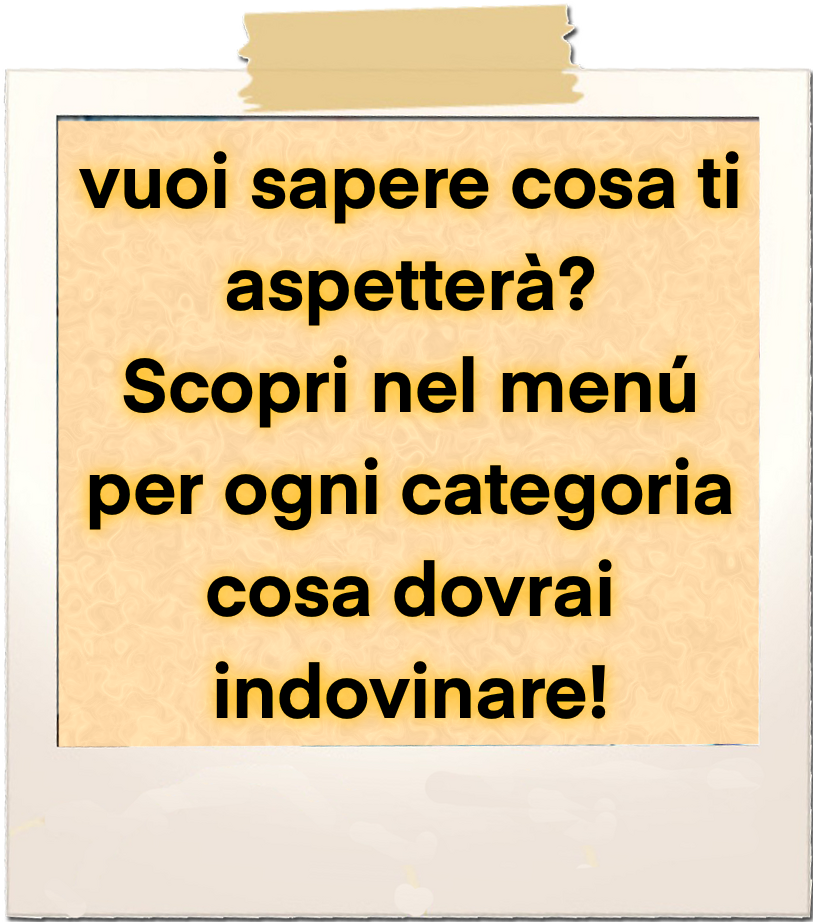 vuoi sapere cosa ti
aspetterà?
Scopri nel menú
per ogni categoria
cosa dovrai
indovinare!